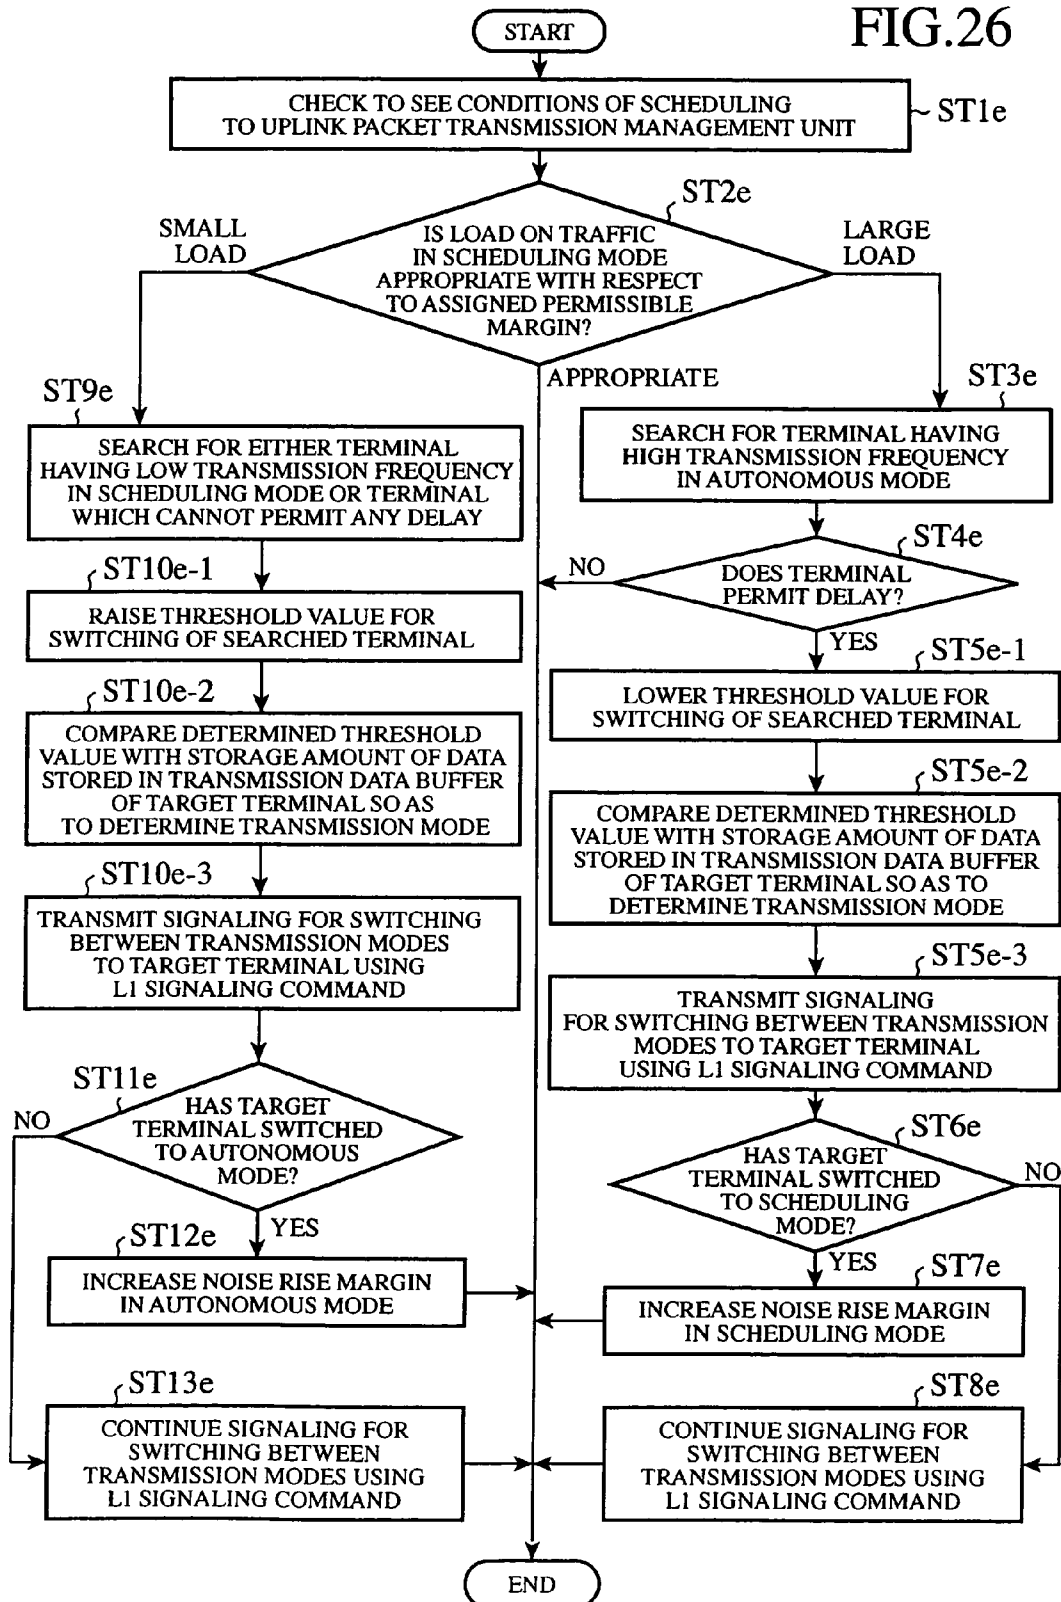 FIG.26
START
CHECK TO SEE CONDITIONS OF SCHEDULING
TO UPLINK PACKET TRANSMISSION MANAGEMENT UNIT
ST1e
ST2e
SMALL
LOAD
IS LOAD ON TRAFFIC
IN SCHEDULING MODE
APPROPRIATE WITH RESPECT
TO ASSIGNED PERMISSIBLE
MARGIN?
LARGE
LOAD
APPROPRIATE
ST9e
SEARCH FOR EITHER TERMINAL
HAVING LOW TRANSMISSION FREQUENCY
IN SCHEDULING MODE OR TERMINAL
WHICH CANNOT PERMIT ANY DELAY
ST10e-1
RAISE THRESHOLD VALUE FOR
SWITCHING OF SEARCHED TERMINAL
ST10e-2
COMPARE DETERMINED THRESHOLD
VALUE WITH STORAGE AMOUNT OF DATA
STORED IN TRANSMISSION DATA BUFFER
OF TARGET TERMINAL SO AS
TO DETERMINE TRANSMISSION MODE
ST10e-3
TRANSMIT SIGNALING FOR SWITCHING
BETWEEN TRANSMISSION MODES
TO TARGET TERMINAL USING
L1 SIGNALING COMMAND
ST11e
NO
HAS TARGET
TERMINAL SWITCHED
TO AUTONOMOUS
MODE?
YES
ST12e
INCREASE NOISE RISE MARGIN
IN AUTONOMOUS MODE
ST13e
CONTINUE SIGNALING FOR
SWITCHING BETWEEN
TRANSMISSION MODES USING
L1 SIGNALING COMMAND
ST3e
SEARCH FOR TERMINAL HAVING
HIGH TRANSMISSION FREQUENCY
IN AUTONOMOUS MODE
ST4e
NO
DOES TERMINAL
PERMIT DELAY?
YES
ST5e-1
LOWER THRESHOLD VALUE FOR
SWITCHING OF SEARCHED TERMINAL
ST5e-2
COMPARE DETERMINED THRESHOLD
VALUE WITH STORAGE AMOUNT OF DATA
STORED IN TRANSMISSION DATA BUFFER
OF TARGET TERMINAL SO AS TO
DETERMINE TRANSMISSION MODE
ST5e-3
TRANSMIT SIGNALING
FOR SWITCHING BETWEEN TRANSMISSION
MODES TO TARGET TERMINAL
USING L1 SIGNALING COMMAND
ST6e
HAS TARGET
TERMINAL SWITCHED
TO SCHEDULING
MODE?
NO
YES
ST7e
INCREASE NOISE RISE MARGIN
IN SCHEDULING MODE
ST8e
CONTINUE SIGNALING FOR
SWITCHING BETWEEN
TRANSMISSION MODES USING
L1 SIGNALING COMMAND
END